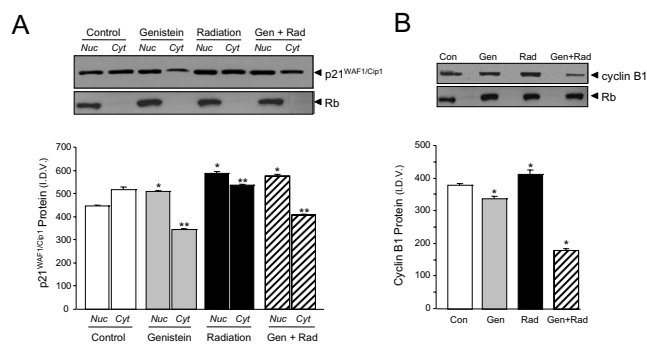 A
Control Genistein Radiation Gen + Rad
Nuc Cyt Nuc Cyt Nuc Cyt Nuc Cyt
p21WAF1/Cip1
Rb
p21WAF1/Cip1 Protein (I.D.V.)
700
600
500
400
300
200
100
0
* ** * ** * **
Nuc Cyt Nuc Cyt Nuc Cyt Nuc Cyt
Control Genistein Radiation Gen + Rad
B
Con Gen Rad Gen+Rad
cyclin B1
Rb
Cyclin B1 Protein (I.D.V.)
500
400
300
200
100
0
* * *
Con Gen Rad Gen+Rad